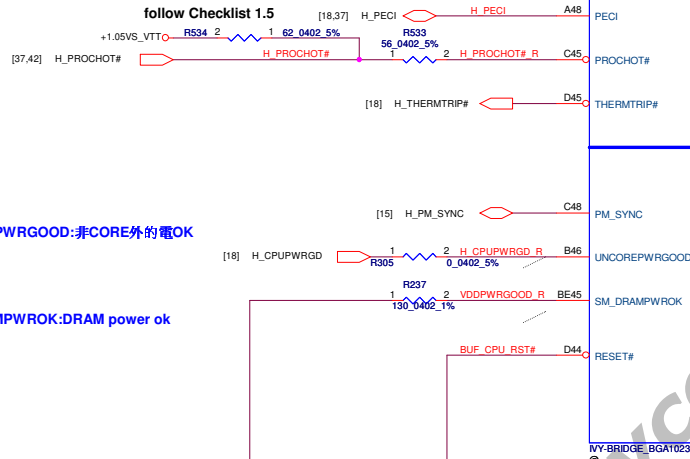 follow Checklist 1.5
[18,37] H_PECI H_PECI A48 PECI
+1.05VS_VTT R534 2 1 62_0402_5% R533
56_0402_5%
[37,42] H_PROCHOT# H_PROCHOT# 1 2 H_PROCHOT#_R C45 PROCHOT#
[18] H_THERMTRIP# D45 THERMTRIP#
[15] H_PM_SYNC C48 PM_SYNC
PWRGOOD:非CORE外的電OK
[18] H_CPUPWRGD 1 2 H_CPUPWRGD_R B46 UNCOREPWRGOOD
R305 0_0402_5%
R237
1 2 VDDPWRGOOD_R BE45 SM_DRAMPWROK
130_0402_1%
MPWROK:DRAM power ok
BUF_CPU_RST# D44 RESET#
IVY-BRIDGE_BGA1023
@